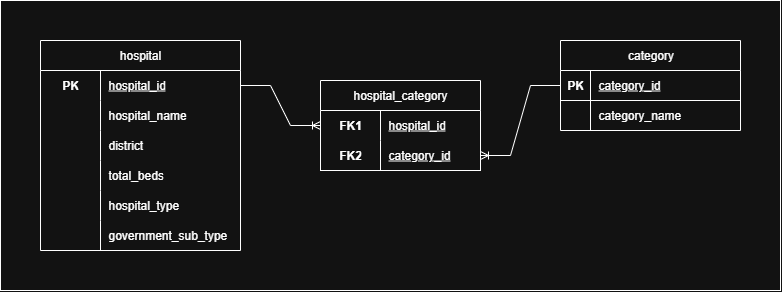 hospital
PK hospital_id
hospital_name
district
total_beds
hospital_type
government_sub_type
hospital_category
FK1 hospital_id
FK2 category_id
category
PK category_id
category_name